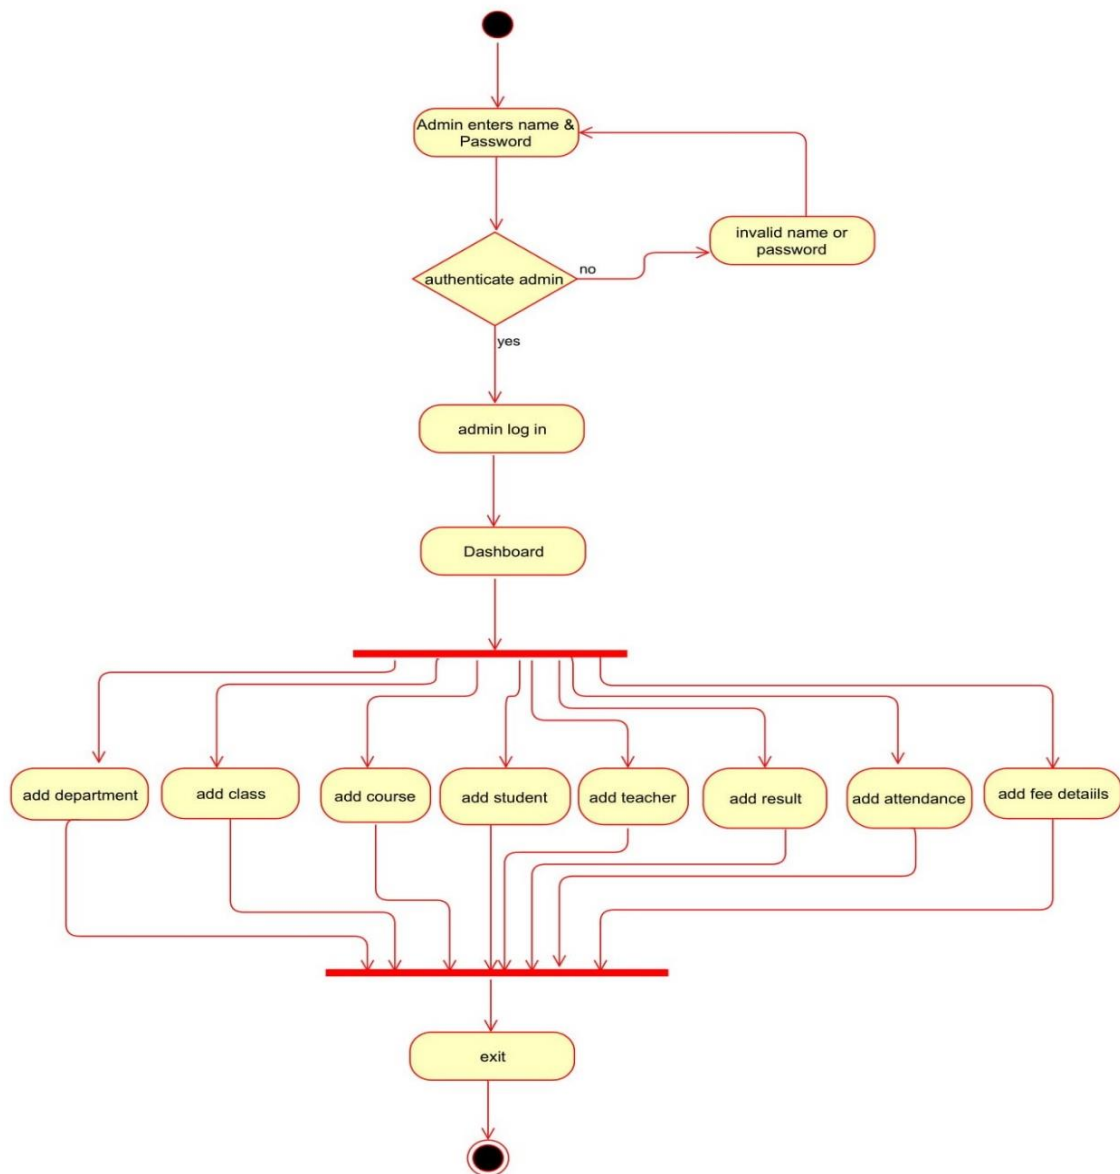 Admin enters name &
Password
invalid name or
password
authenticate admin
no
yes
admin log in
Dashboard
add department
add class
add course
add student
add teacher
add result
add attendance
add fee detaiils
exit